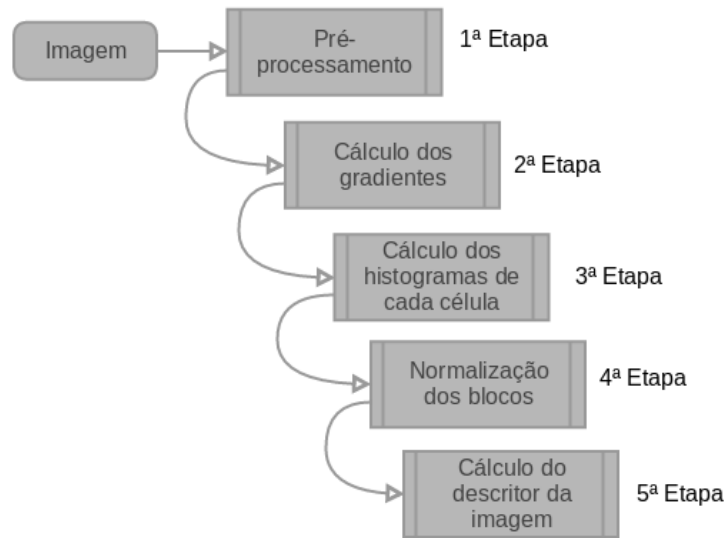 Imagem
Pré-
processamento
1ª Etapa
Cálculo dos
gradientes
2ª Etapa
Cálculo dos
histogramas de
cada célula
3ª Etapa
Normalização
dos blocos
4ª Etapa
Cálculo do
descritor da
imagem
5ª Etapa